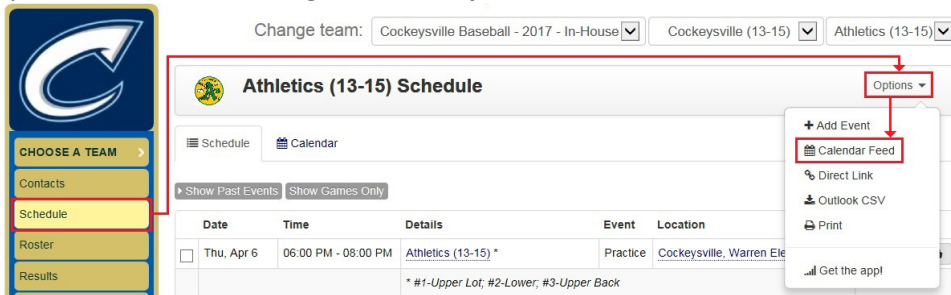 Change team: Cockeysville Baseball - 2017 - In-House Cockeysville (13-15) Athletics (13-15)
Athletics (13-15) Schedule
Options
+ Add Event
Calendar Feed
Direct Link
Outlook CSV
Print
Get the app!
CHOOSE A TEAM >
Contacts
Schedule
Roster
Results
Schedule Calendar
Show Past Events Show Games Only
Date Time Details Event Location
Thu, Apr 6 06:00 PM - 08:00 PM Athletics (13-15) * Practice Cockeysville, Warren Ele
* #1-Upper Lot; #2-Lower; #3-Upper Back